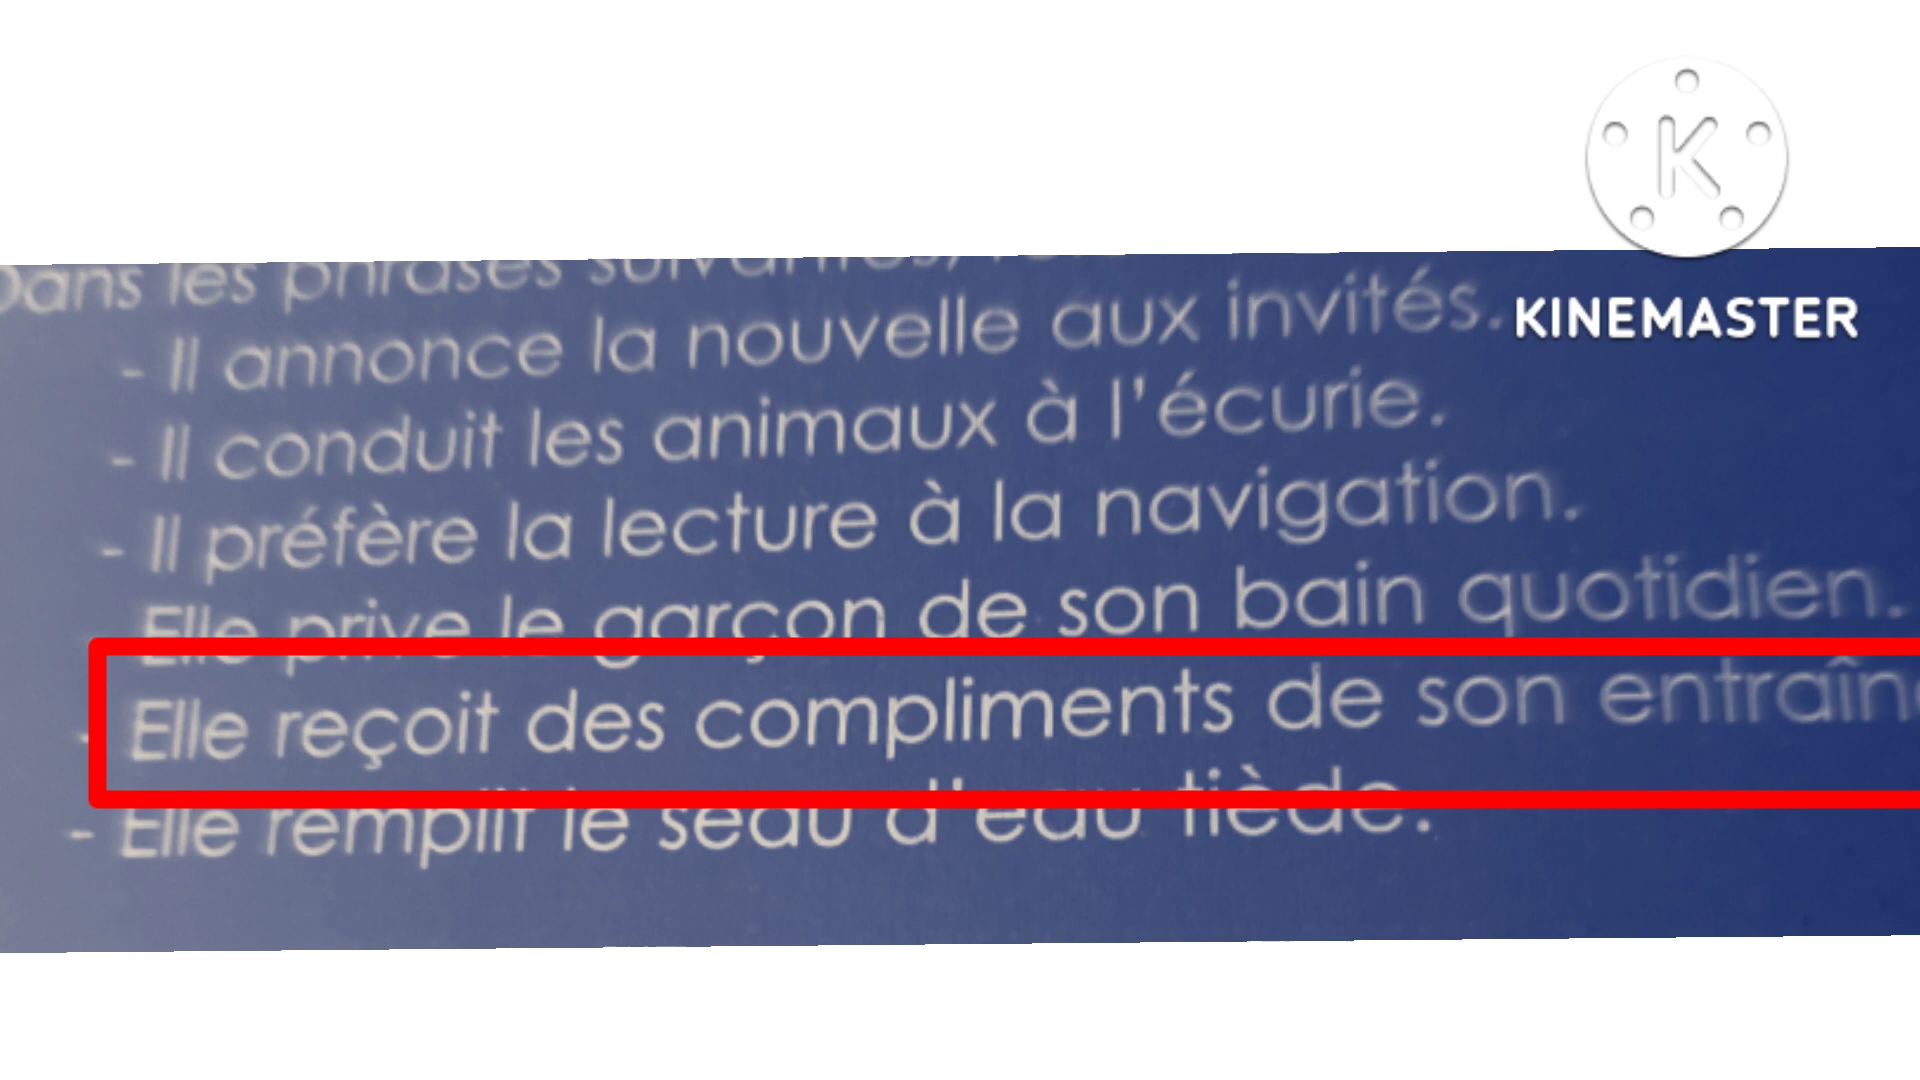 K
KINEMASTER
Dans les phrases suivantes,
- Il annonce la nouvelle aux invités.
- Il conduit les animaux à l'écurie.
- Il préfère la lecture à la navigation.
Elle prive le garçon de son bain quotidien.
- Elle reçoit des compliments de son
- Elle remplit le seau d'eau tiède.